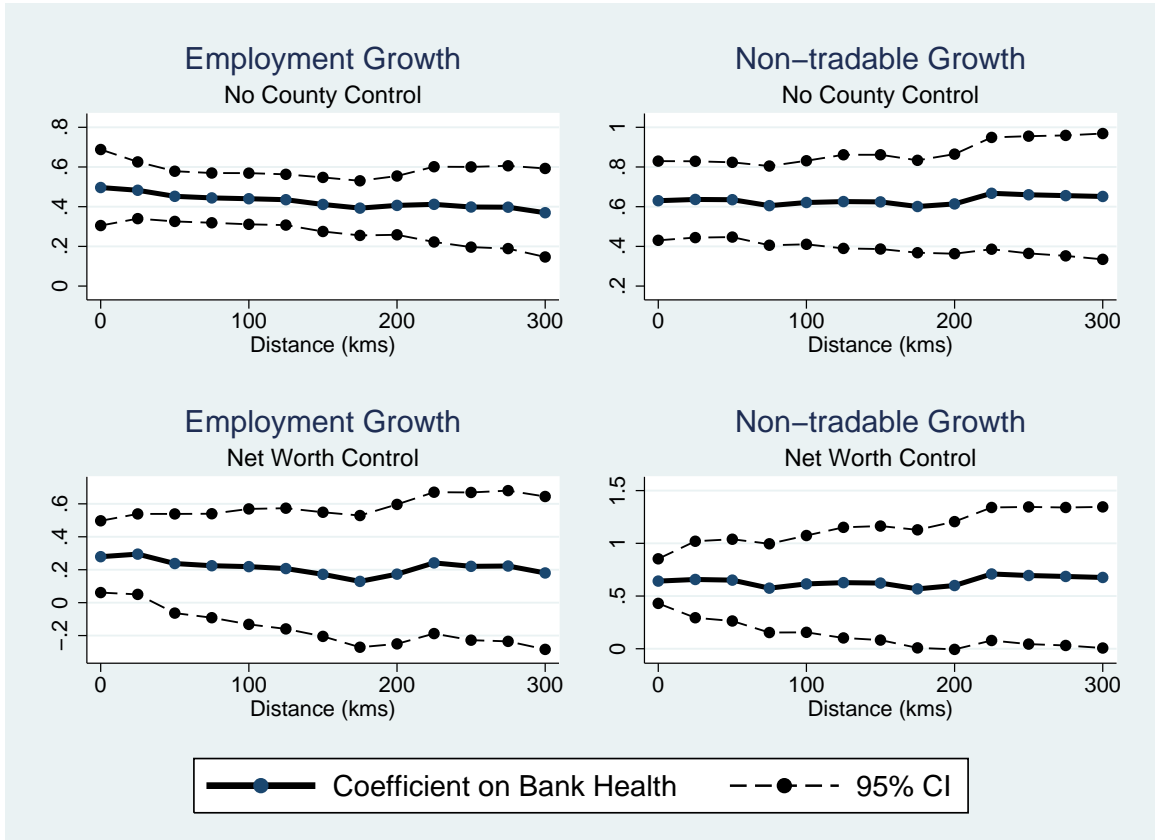 Employment Growth
No County Control
.8
.6
.4
.2
0
0 100 200 300
Distance (kms)
Non−tradable Growth
No County Control
1
.8
.6
.4
.2
0 100 200 300
Distance (kms)
Employment Growth
Net Worth Control
.6
.4
.2
0
−.2
0 100 200 300
Distance (kms)
Non−tradable Growth
Net Worth Control
1.5
1
.5
0
0 100 200 300
Distance (kms)
Coefficient on Bank Health 95% CI